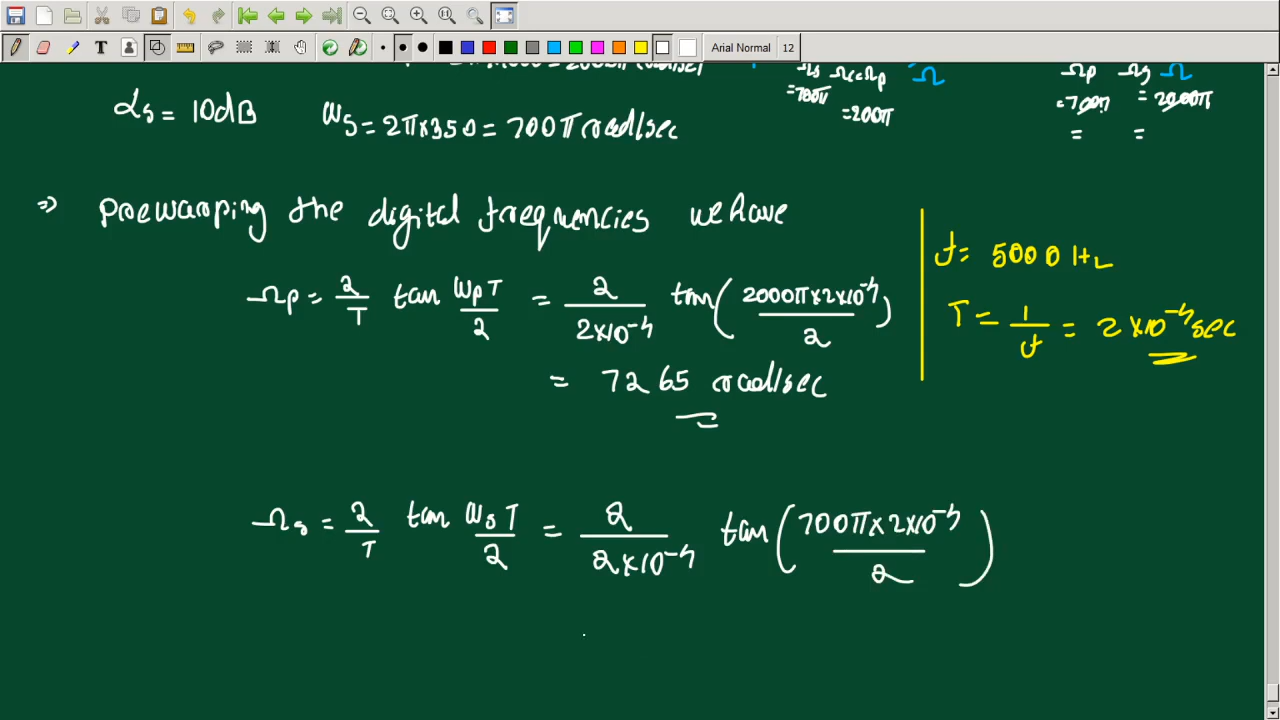 Arial Normal 12
αs = 10dB ωs = 2π×350 = 700π rad/sec
Ωs Ωc=Ωp Ω
=700π =200π
Ωp Ωs Ω
=700π = 2000π
= =
⇒ Prewarping the digital frequencies we have
Ωp = 2/T tan ωpT/2 = 2/2×10⁻⁴ tan(2000π×2×10⁻⁴/2)
= 7265 rad/sec
f = 5000 Hz
T = 1/f = 2×10⁻⁴ sec
Ωs = 2/T tan ωsT/2 = 2/2×10⁻⁴ tan(700π×2×10⁻⁴/2)